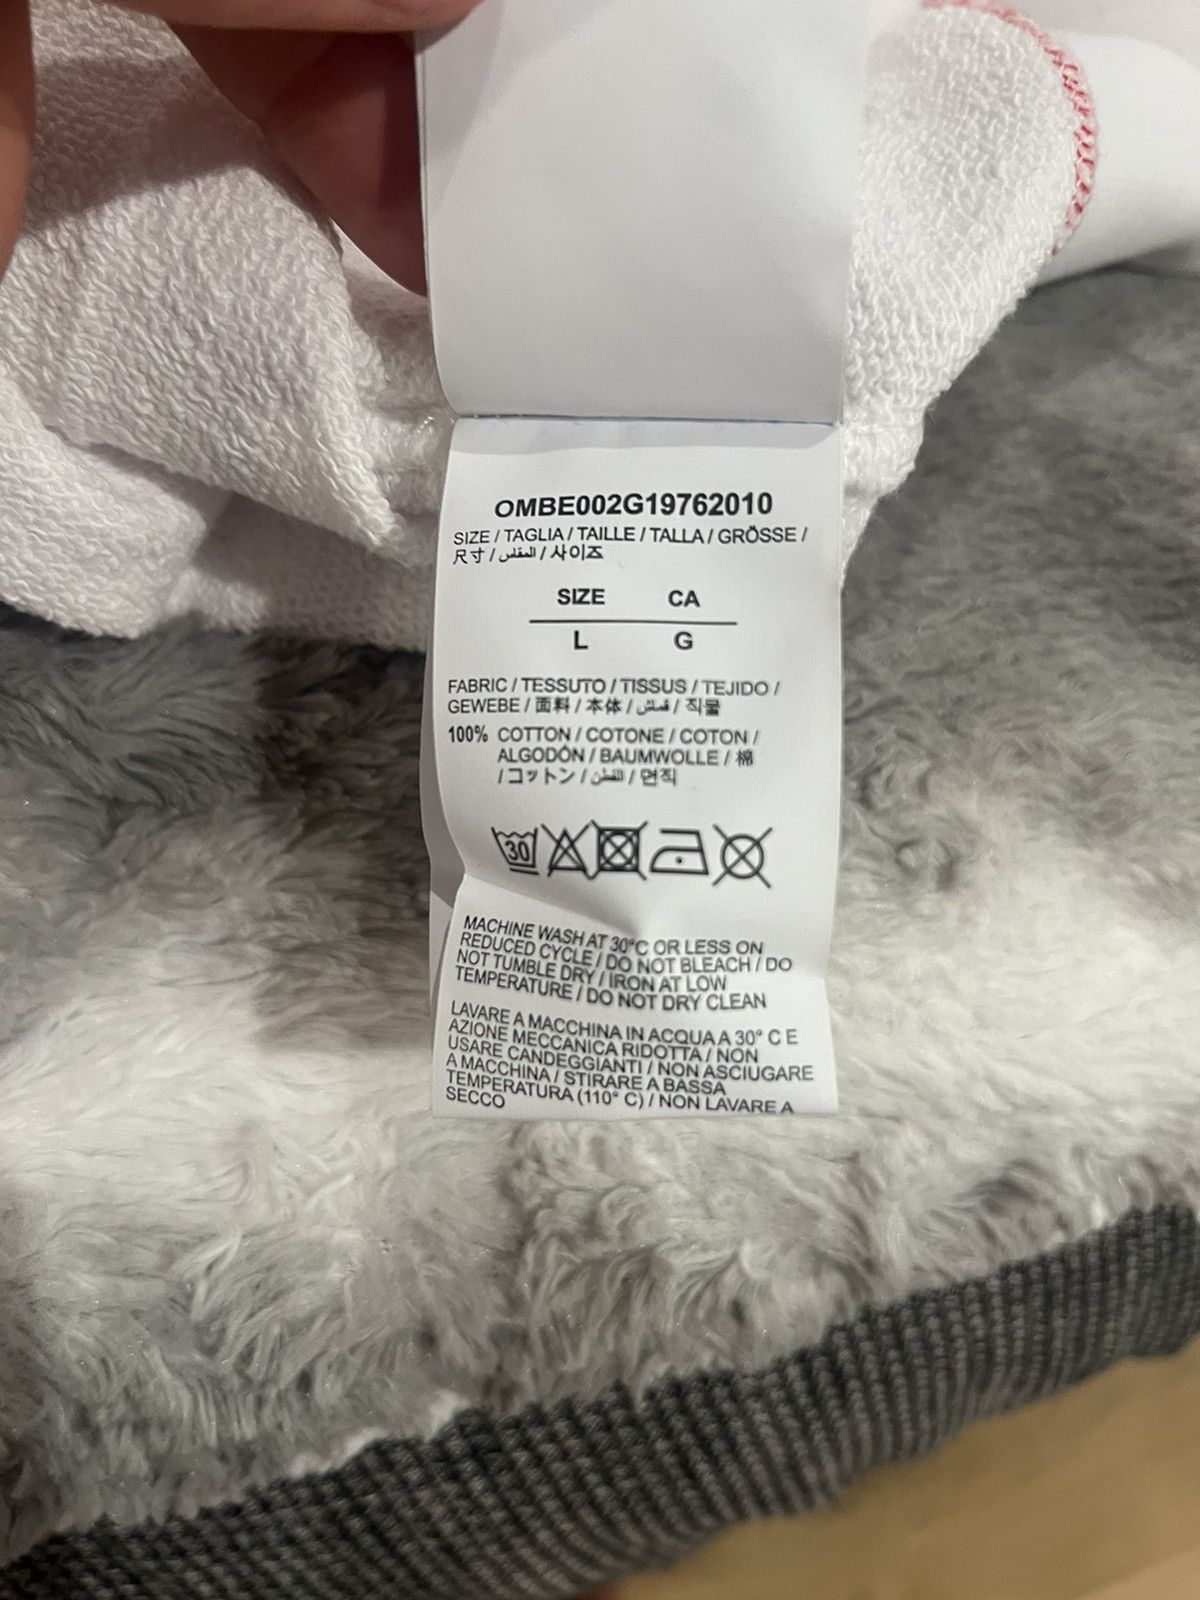 OMBE002G19762010
SIZE / TAGLIA / TAILLE / TALLA / GRÖSSE /
尺寸 / المقاس / 사이즈
SIZE CA
L G
FABRIC / TESSUTO / TISSUS / TEJIDO /
GEWEBE / 面料 / 本体 / قماش / 직물
100% COTTON / COTONE / COTON /
ALGODÓN / BAUMWOLLE / 棉
/ コットン / القطن / 면직
30
MACHINE WASH AT 30°C OR LESS ON
REDUCED CYCLE / DO NOT BLEACH / DO
NOT TUMBLE DRY / IRON AT LOW
TEMPERATURE / DO NOT DRY CLEAN
LAVARE A MACCHINA IN ACQUA A 30° C E
AZIONE MECCANICA RIDOTTA / NON
USARE CANDEGGIANTI / NON ASCIUGARE
A MACCHINA / STIRARE A BASSA
TEMPERATURA (110° C) / NON LAVARE A
SECCO